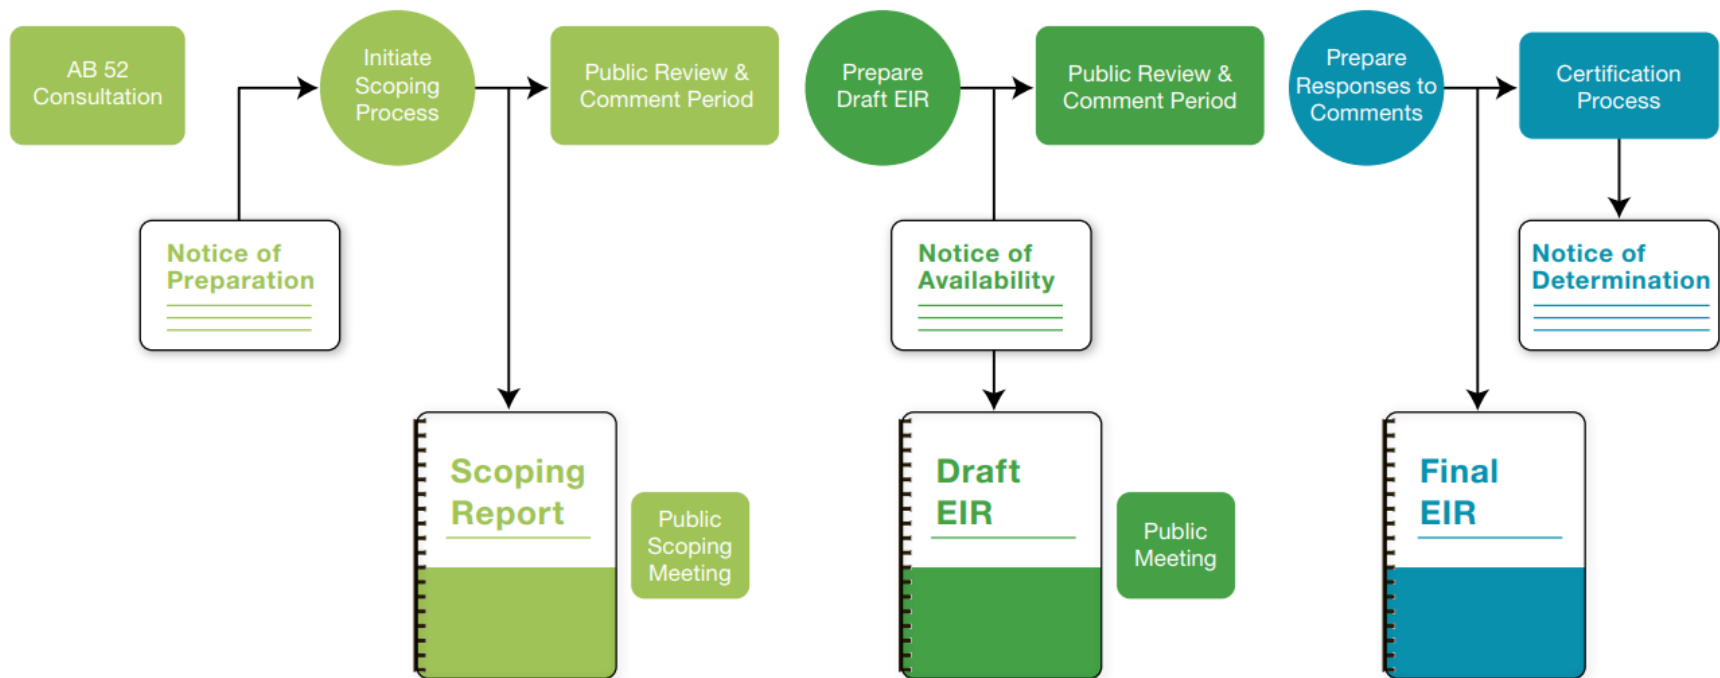 AB 52
Consultation
Initiate
Scoping
Process
Public Review &
Comment Period
Prepare
Draft EIR
Public Review &
Comment Period
Prepare
Responses to
Comments
Certification
Process
Notice of
Preparation
Notice of
Availability
Notice of
Determination
Scoping
Report
Public
Scoping
Meeting
Draft
EIR
Public
Meeting
Final
EIR